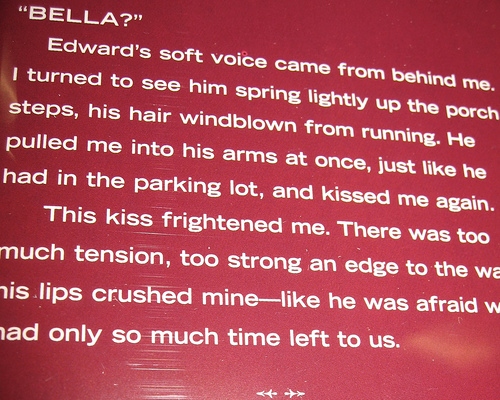 “BELLA?”
Edward's soft voice came from behind me.
I turned to see him spring lightly up the porch
steps, his hair windblown from running. He
pulled me into his arms at once, just like he
had in the parking lot, and kissed me again.
This kiss frightened me. There was too
much tension, too strong an edge to the wa
his lips crushed mine—like he was afraid w
had only so much time left to us.